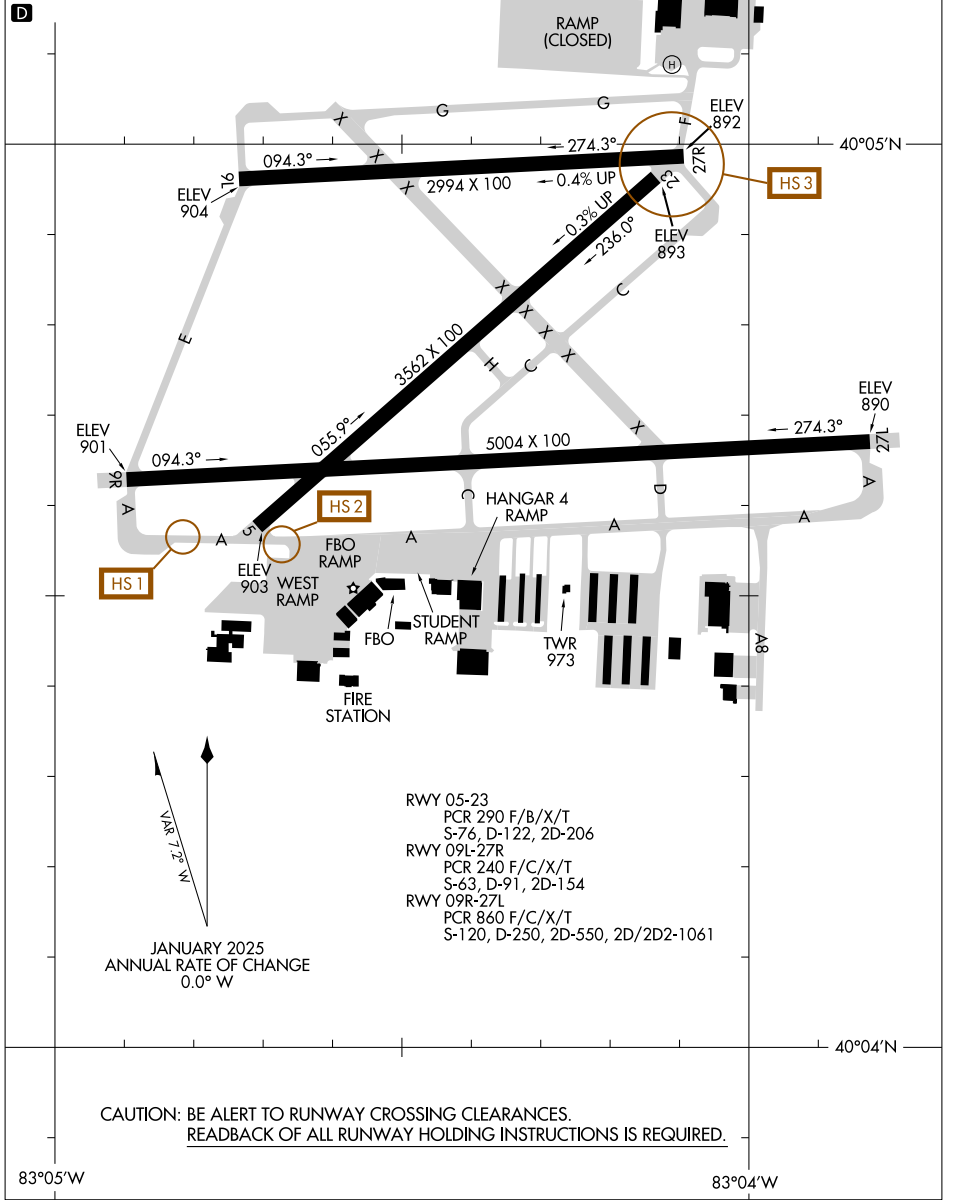 D
RAMP
(CLOSED)
H
G
G
X
F
ELEV
892
40°05'N
094.3°
274.3°
X
9L
27R
2994 X 100
0.4% UP
X
23
HS 3
ELEV
904
0.3% UP
236.0°
ELEV
893
C
X
X
X
X
E
3562 X 100
H
C
ELEV
901
055.9°
X
ELEV
890
094.3°
5004 X 100
274.3°
27L
9R
A
C
D
A
HS 2
HANGAR 4
RAMP
5
A
A
A
A
FBO
RAMP
HS 1
ELEV
903
WEST
RAMP
FBO
STUDENT
RAMP
TWR
973
A8
FIRE
STATION
VAR 7.2° W
JANUARY 2025
ANNUAL RATE OF CHANGE
0.0° W
RWY 05-23
PCR 290 F/B/X/T
S-76, D-122, 2D-206
RWY 09L-27R
PCR 240 F/C/X/T
S-63, D-91, 2D-154
RWY 09R-27L
PCR 860 F/C/X/T
S-120, D-250, 2D-550, 2D/2D2-1061
40°04'N
CAUTION: BE ALERT TO RUNWAY CROSSING CLEARANCES.
READBACK OF ALL RUNWAY HOLDING INSTRUCTIONS IS REQUIRED.
83°05'W
83°04'W